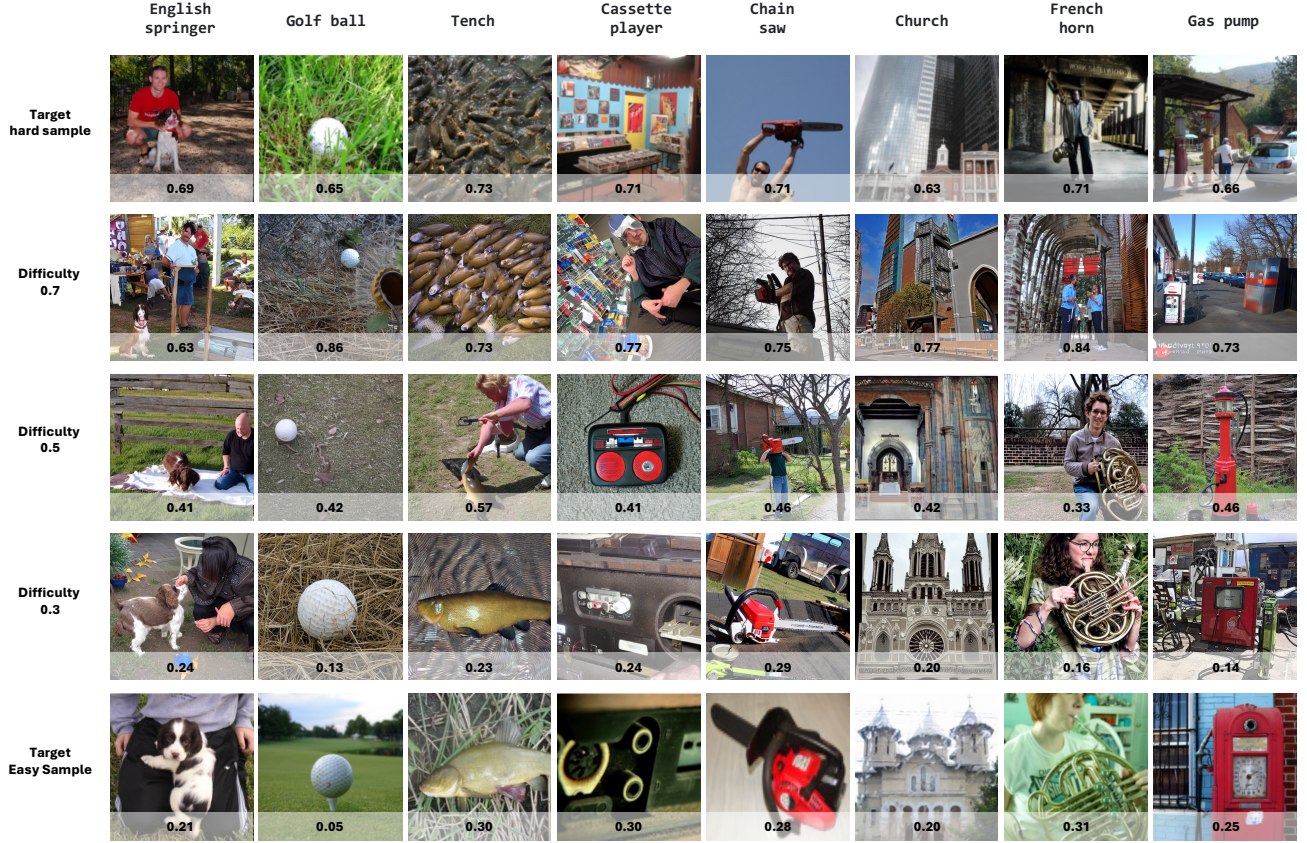 English
springer
Golf ball
Tench
Cassette
player
Chain
saw
Church
French
horn
Gas pump
Target
hard sample
0.69
0.65
0.73
0.71
0.71
0.63
0.71
0.66
Difficulty
0.7
0.63
0.86
0.73
0.77
0.75
0.77
0.84
0.73
Difficulty
0.5
0.41
0.42
0.57
0.41
0.46
0.42
0.33
0.46
Difficulty
0.3
0.24
0.13
0.23
0.24
0.29
0.20
0.16
0.14
Target
Easy Sample
0.21
0.05
0.30
0.30
0.28
0.20
0.31
0.25